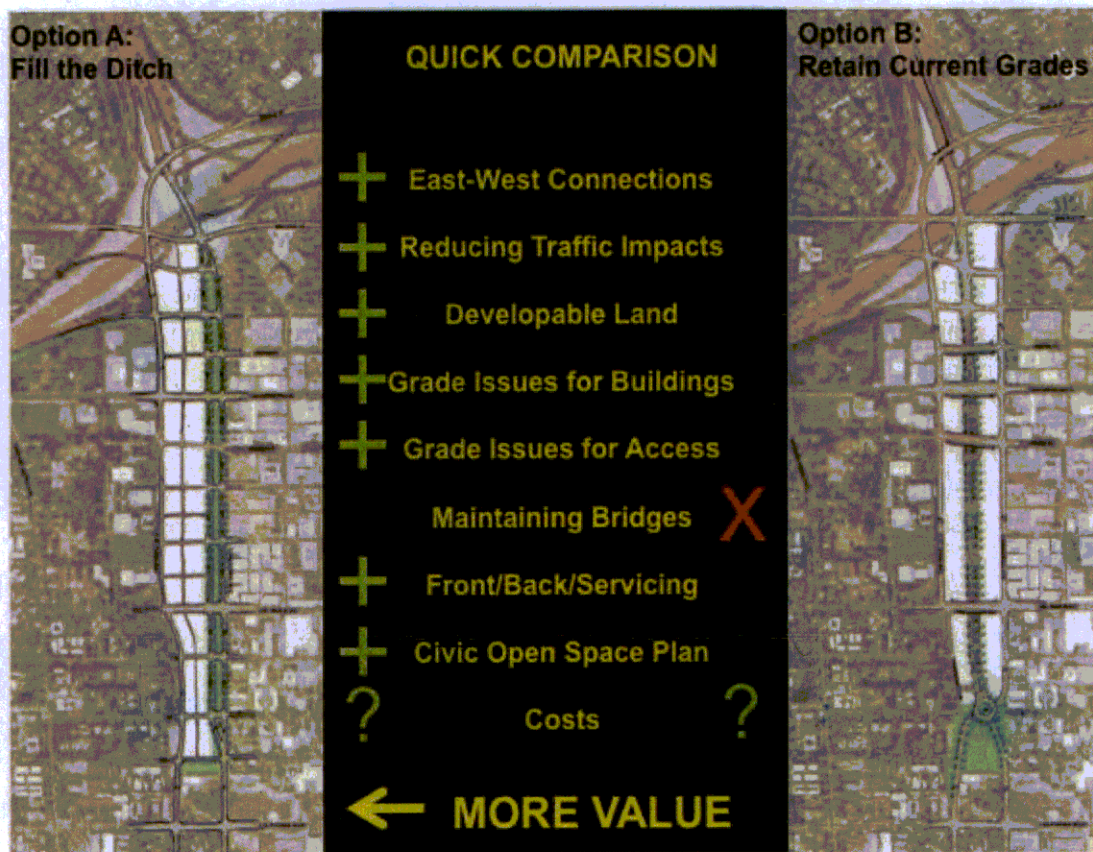 Option A:
Fill the Ditch
QUICK COMPARISON
+ East-West Connections
+ Reducing Traffic Impacts
+ Developable Land
+ Grade Issues for Buildings
+ Grade Issues for Access
Maintaining Bridges X
+ Front/Back/Servicing
+ Civic Open Space Plan
? Costs ?
← MORE VALUE
Option B:
Retain Current Grades